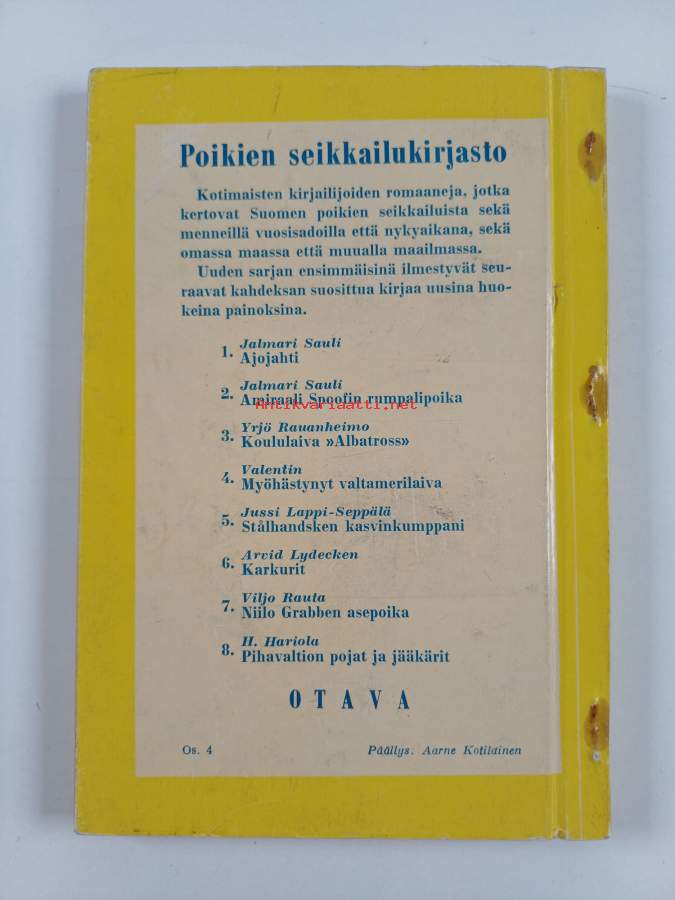 Poikien seikkailukirjasto
Kotimaisten kirjailijoiden romaaneja, jotka
kertovat Suomen poikien seikkailuista sekä
menneillä vuosisadoilla että nykyaikana, sekä
omassa maassa että muualla maailmassa.
Uuden sarjan ensimmäisinä ilmestyvät seu-
raavat kahdeksan suosittua kirjaa uusina huo-
keina painoksina.
1. Jalmari Sauli
Ajojahti
2. Jalmari Sauli
Amiraali Spoofin rumpalipoika
Antikvariaatti.net
3. Yrjö Rauanheimo
Koululaiva »Albatross»
4. Valentin
Myöhästynyt valtamerilaiva
5. Jussi Lappi-Seppälä
Stålhandsken kasvinkumppani
6. Arvid Lydecken
Karkurit
7. Viljo Rauta
Niilo Grabben asepoika
8. H. Hariola
Pihavaltion pojat ja jääkärit
OTAVA
Os. 4 Päällys. Aarne Kotilainen